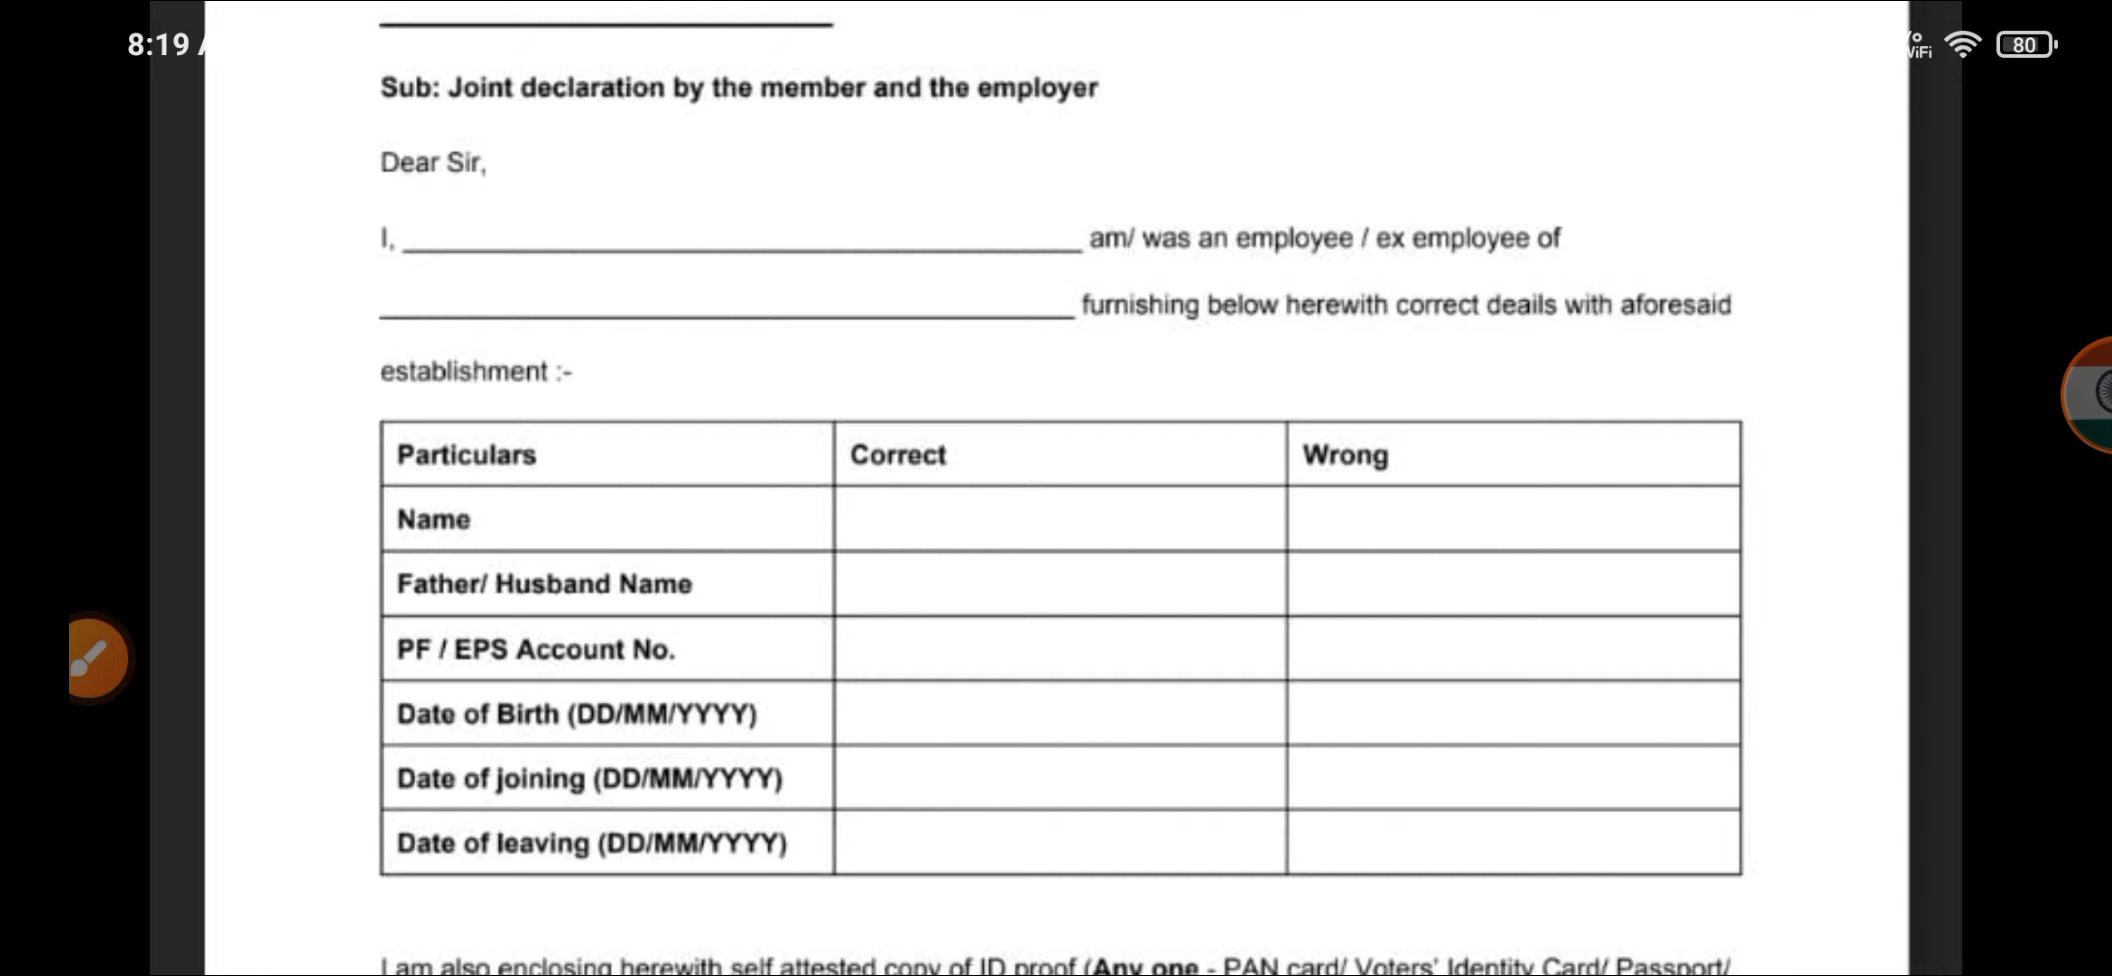 8:19
WiFi
80
Sub: Joint declaration by the member and the employer
Dear Sir,
I, ______________________________ am/ was an employee / ex employee of
______________________________ furnishing below herewith correct deails with aforesaid
establishment :-
Particulars Correct Wrong
Name
Father/ Husband Name
PF / EPS Account No.
Date of Birth (DD/MM/YYYY)
Date of joining (DD/MM/YYYY)
Date of leaving (DD/MM/YYYY)
I am also enclosing herewith self attested copy of ID proof (Any one - PAN card/ Voters' Identity Card/ Passport/